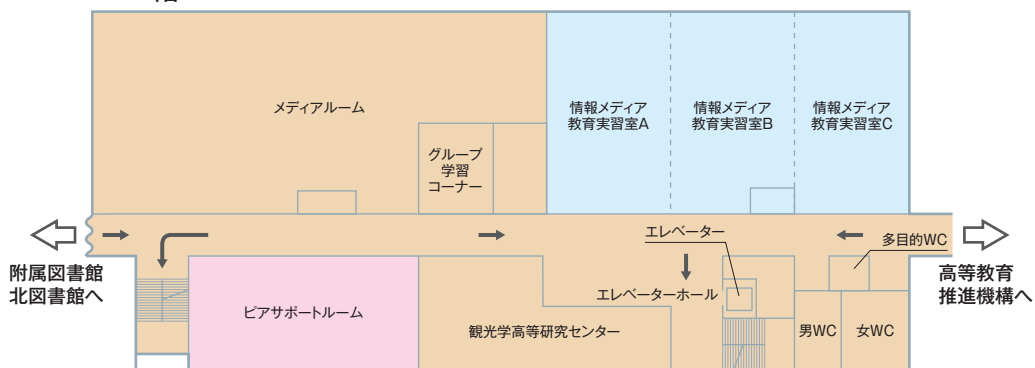 メディアルーム
情報メディア
教育実習室A
情報メディア
教育実習室B
情報メディア
教育実習室C
グループ
学習
コーナー
エレベーター
多目的WC
附属図書館
北図書館へ
高等教育
推進機構へ
エレベーターホール
ピアサポートルーム
観光学高等研究センター
男WC
女WC